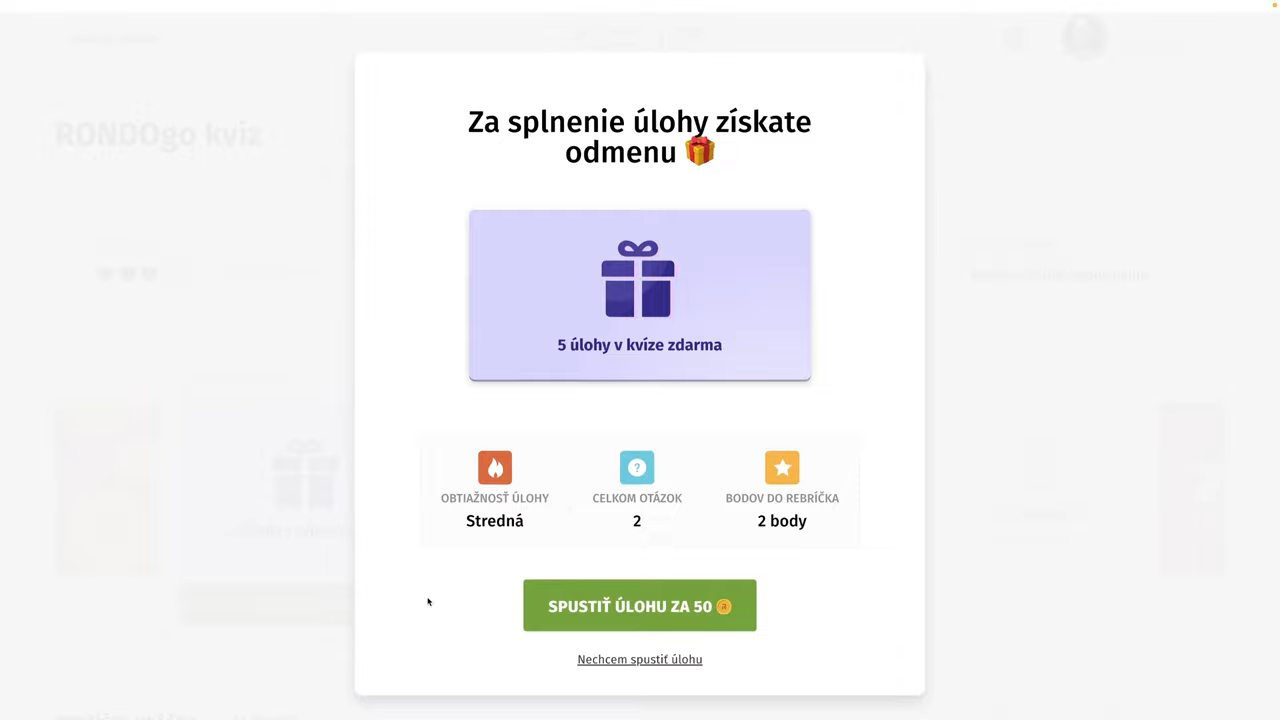 RONDOgo kvíz
Za splnenie úlohy získate
odmenu
5 úlohy v kvíze zdarma
OBTIAŽNOSŤ ÚLOHY
Stredná
CELKOM OTÁZOK
2
BODOV DO REBRÍČKA
2 body
SPUSTIŤ ÚLOHU ZA 50
Nechcem spustiť úlohu